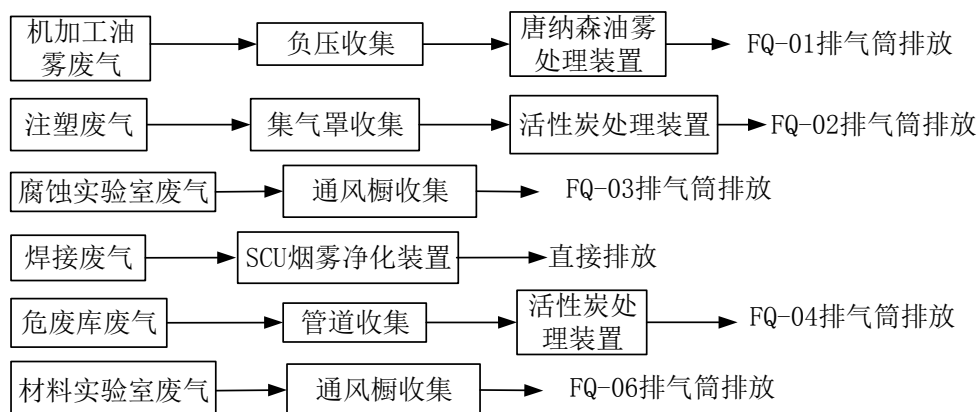 机加工油
雾废气
负压收集
唐纳森油雾
处理装置
FQ-01排气筒排放
注塑废气
集气罩收集
活性炭处理装置
FQ-02排气筒排放
腐蚀实验室废气
通风橱收集
FQ-03排气筒排放
焊接废气
SCU烟雾净化装置
直接排放
危废库废气
管道收集
活性炭处
理装置
FQ-04排气筒排放
材料实验室废气
通风橱收集
FQ-06排气筒排放